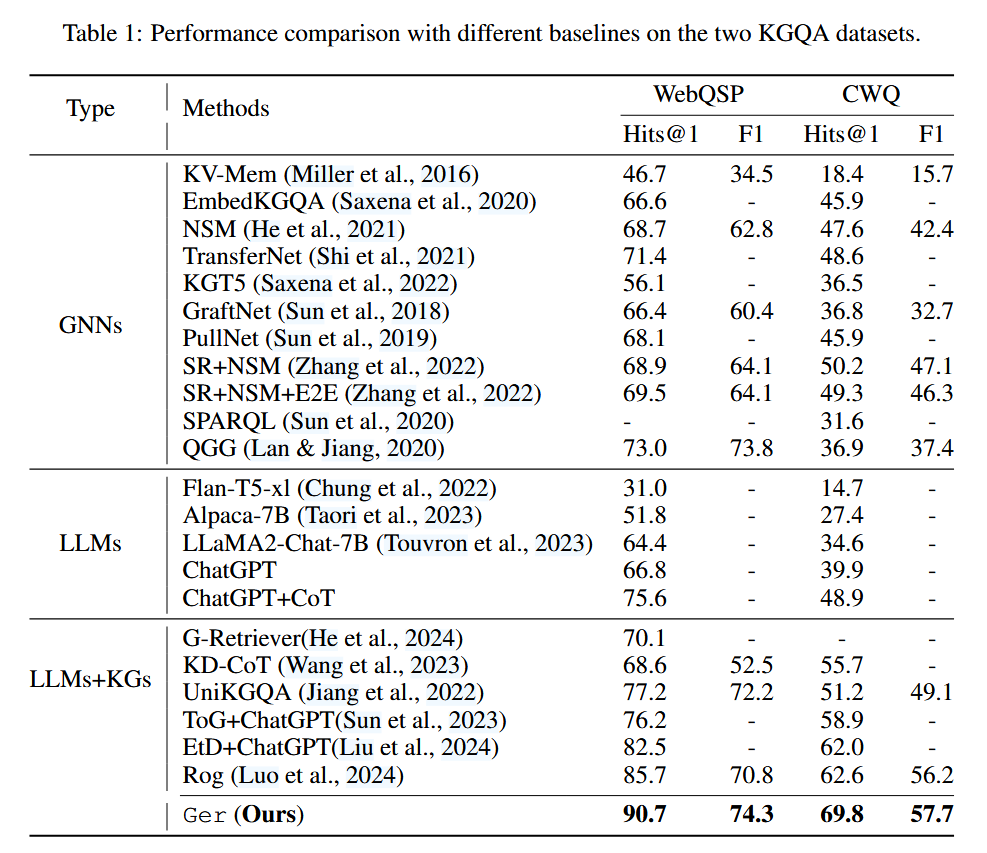 Table 1: Performance comparison with different baselines on the two KGQA datasets.
Type Methods WebQSP CWQ
Hits@1 F1 Hits@1 F1
GNNs
KV-Mem (Miller et al., 2016) 46.7 34.5 18.4 15.7
EmbedKGQA (Saxena et al., 2020) 66.6 - 45.9 -
NSM (He et al., 2021) 68.7 62.8 47.6 42.4
TransferNet (Shi et al., 2021) 71.4 - 48.6 -
KGT5 (Saxena et al., 2022) 56.1 - 36.5 -
GraftNet (Sun et al., 2018) 66.4 60.4 36.8 32.7
PullNet (Sun et al., 2019) 68.1 - 45.9 -
SR+NSM (Zhang et al., 2022) 68.9 64.1 50.2 47.1
SR+NSM+E2E (Zhang et al., 2022) 69.5 64.1 49.3 46.3
SPARQL (Sun et al., 2020) - - 31.6 -
QGG (Lan & Jiang, 2020) 73.0 73.8 36.9 37.4
LLMs
Flan-T5-xl (Chung et al., 2022) 31.0 - 14.7 -
Alpaca-7B (Taori et al., 2023) 51.8 - 27.4 -
LLaMA2-Chat-7B (Touvron et al., 2023) 64.4 - 34.6 -
ChatGPT 66.8 - 39.9 -
ChatGPT+CoT 75.6 - 48.9 -
LLMs+KGs
G-Retriever(He et al., 2024) 70.1 - - -
KD-CoT (Wang et al., 2023) 68.6 52.5 55.7 -
UniKGQA (Jiang et al., 2022) 77.2 72.2 51.2 49.1
ToG+ChatGPT(Sun et al., 2023) 76.2 - 58.9 -
EtD+ChatGPT(Liu et al., 2024) 82.5 - 62.0 -
Rog (Luo et al., 2024) 85.7 70.8 62.6 56.2
Ger (Ours) 90.7 74.3 69.8 57.7